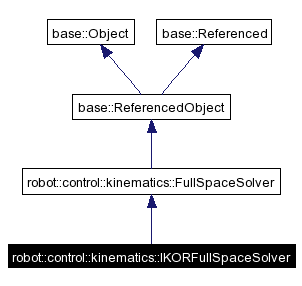 base::Object
base::Referenced
base::ReferencedObject
robot::control::kinematics::FullSpaceSolver
robot::control::kinematics::IKORFullSpaceSolver